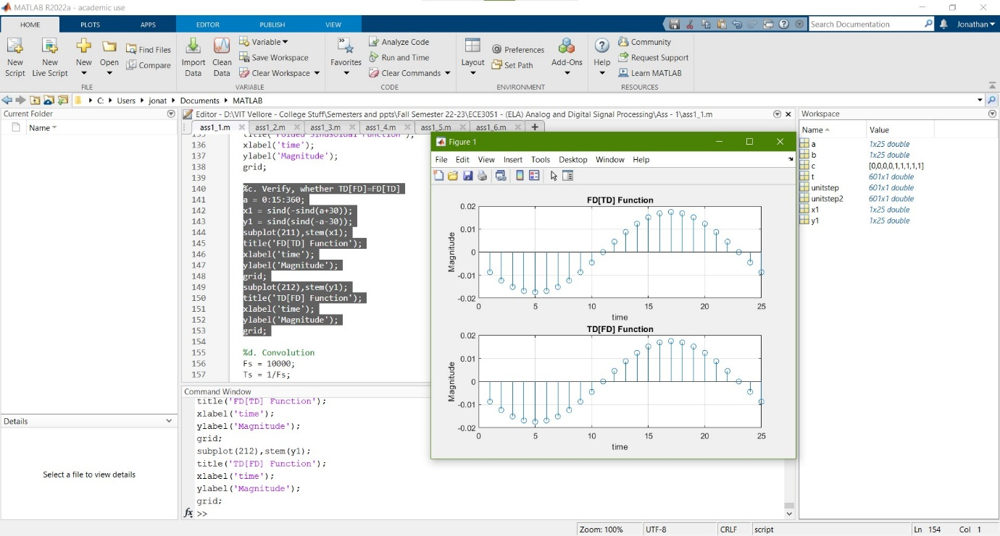 MATLAB R2022a - academic use
HOME PLOTS APPS EDITOR PUBLISH VIEW Search Documentation Jonathan
New Script
New Live Script
New
Open
Find Files
Compare
FILE
Import Data
Clean Data
Variable
Save Workspace
Clear Workspace
VARIABLE
Favorites
Analyze Code
Run and Time
Clear Commands
CODE
Layout
Preferences
Set Path
Add-Ons
ENVIRONMENT
Help
Community
Request Support
Learn MATLAB
RESOURCES
C: Users jonat Documents MATLAB
Current Folder
Name
Details
Select a file to view details
Editor - D:\VIT Vellore - College Stuff\Semesters and ppts\Fall Semester 22-23\ECE3051 - (ELA) Analog and Digital Signal Processing\Ass - 1\ass1_1.m
ass1_1.m ass1_2.m ass1_3.m ass1_4.m ass1_5.m ass1_6.m
135 title('Folded Sinusoidal Function');
136 xlabel('time');
137 ylabel('Magnitude');
138 grid;
139
140 %c. Verify, whether TD[FD]=FD[TD]
141 a = 0:15:360;
142 x1 = sind(-sind(a+30));
143 y1 = sind(sind(-a-30));
144 subplot(211),stem(x1);
145 title('FD[TD] Function');
146 xlabel('time');
147 ylabel('Magnitude');
148 grid;
149 subplot(212),stem(y1);
150 title('TD[FD] Function');
151 xlabel('time');
152 ylabel('Magnitude');
153 grid;
154
155 %d. Convolution
156 Fs = 10000;
157 Ts = 1/Fs;
Command Window
title('FD[TD] Function');
xlabel('time');
ylabel('Magnitude');
grid;
subplot(212),stem(y1);
title('TD[FD] Function');
xlabel('time');
ylabel('Magnitude');
grid;
fx >>
Figure 1
File Edit View Insert Tools Desktop Window Help
FD[TD] Function
Magnitude
0.02
0.01
0
-0.01
-0.02
0 5 10 15 20 25
time
TD[FD] Function
Magnitude
0.02
0.01
0
-0.01
-0.02
0 5 10 15 20 25
time
Workspace
Name Value
a 1x25 double
b 1x25 double
c [0,0,0,0,1,1,1,1,1]
t 601x1 double
unitstep 601x1 double
unitstep2 601x1 double
x1 1x25 double
y1 1x25 double
Zoom: 100% UTF-8 CRLF script Ln 154 Col 1